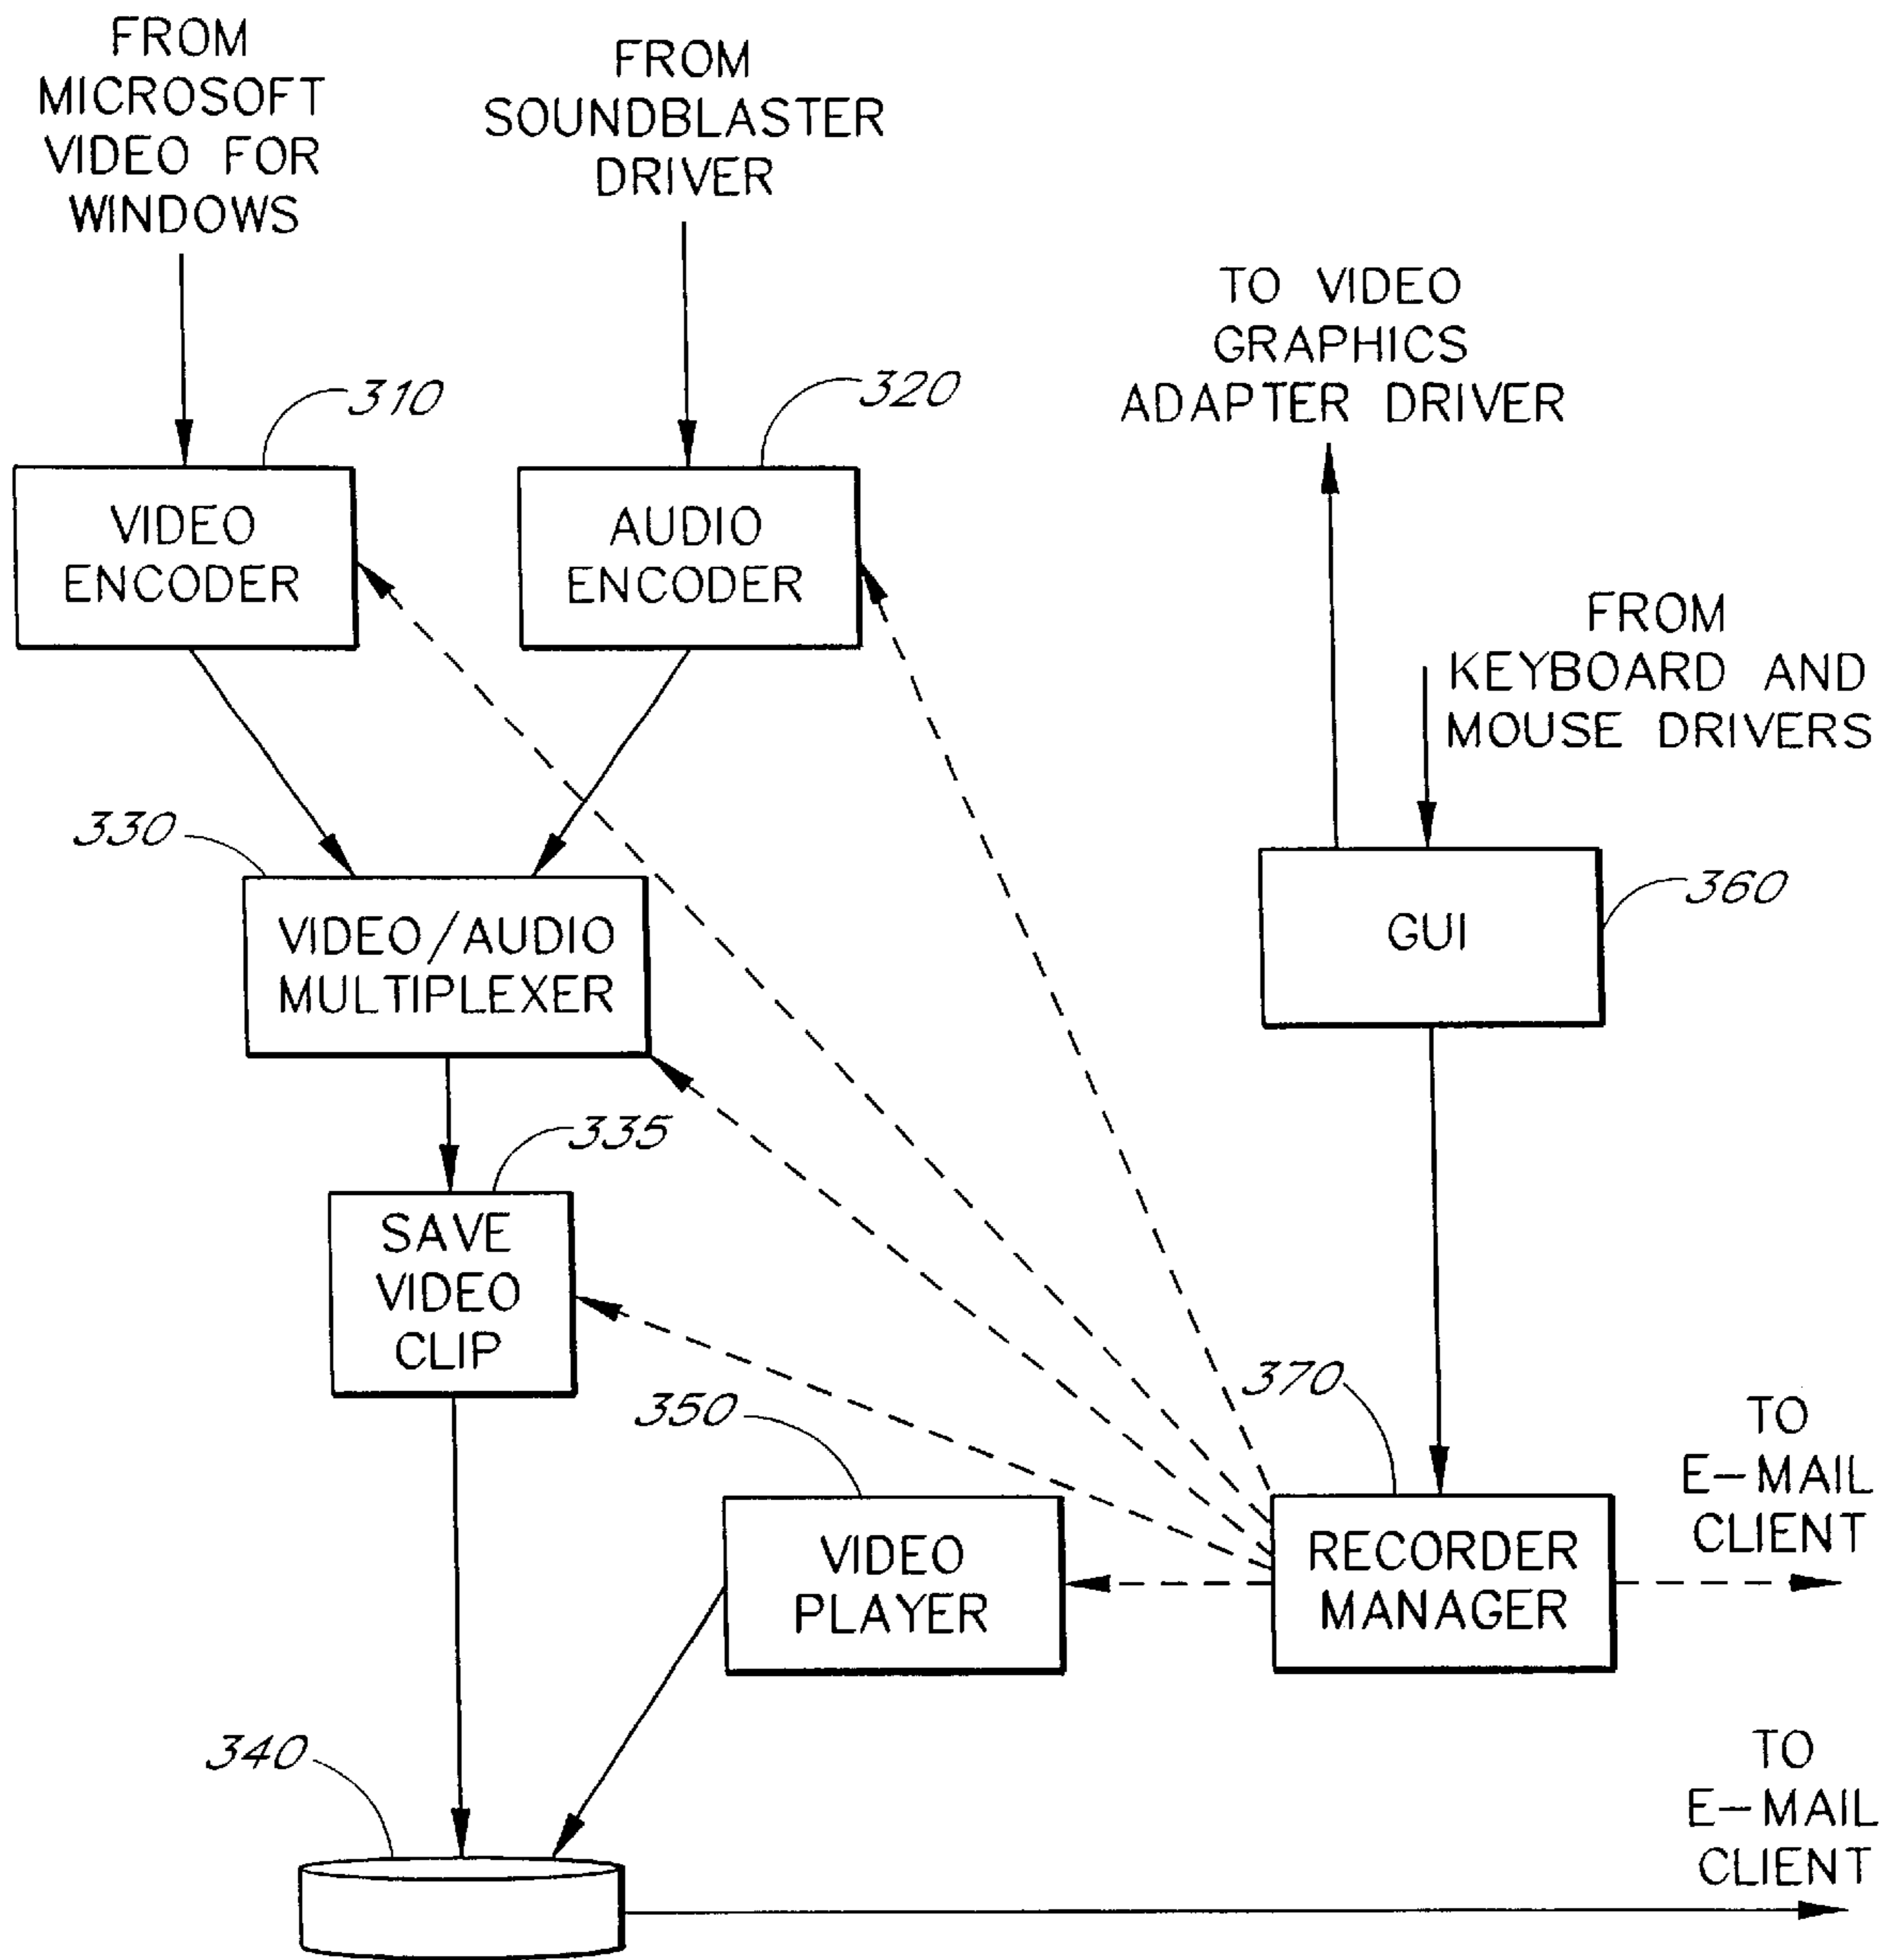 FROM
MICROSOFT
VIDEO FOR
WINDOWS
FROM
SOUNDBLASTER
DRIVER
TO VIDEO
GRAPHICS
ADAPTER DRIVER
310
320
VIDEO
ENCODER
AUDIO
ENCODER
FROM
KEYBOARD AND
MOUSE DRIVERS
330
VIDEO/AUDIO
MULTIPLEXER
360
GUI
335
SAVE
VIDEO
CLIP
350
VIDEO
PLAYER
370
RECORDER
MANAGER
TO
E-MAIL
CLIENT
340
TO
E-MAIL
CLIENT